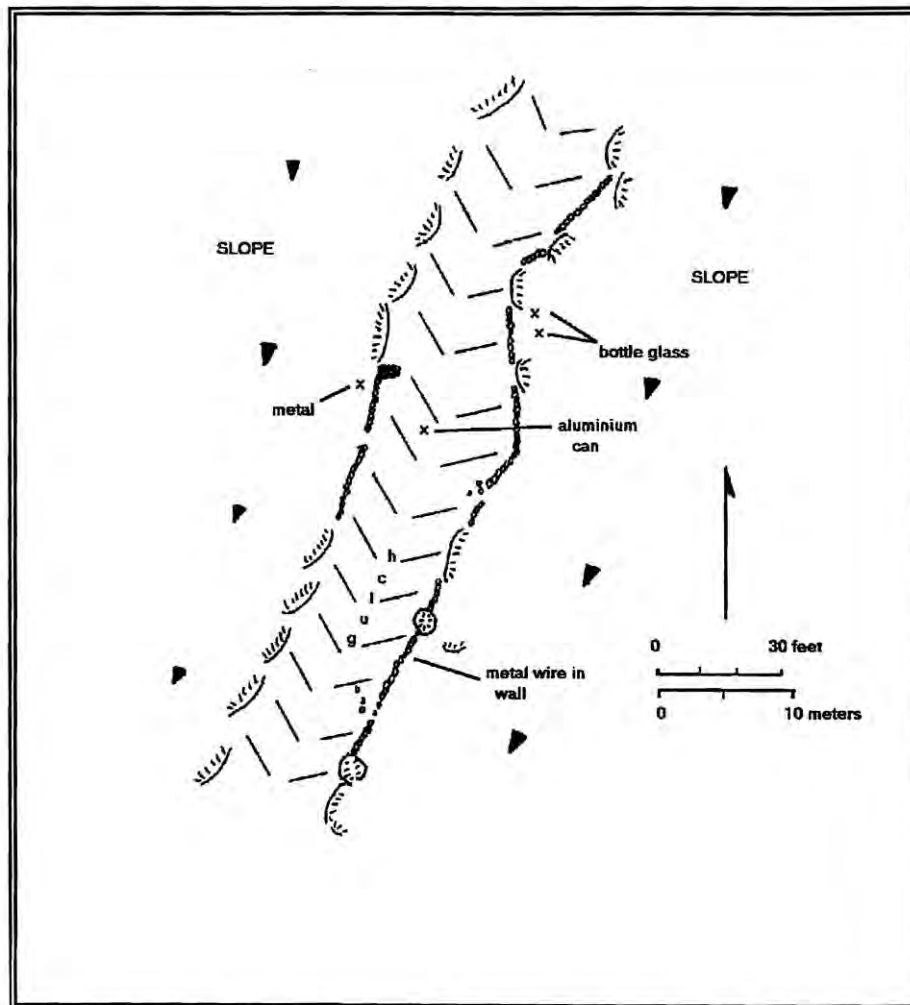 SLOPE
SLOPE
bottle glass
metal
aluminium
can
h
c
l
u
g
0 30 feet
metal wire in
wall
0 10 meters